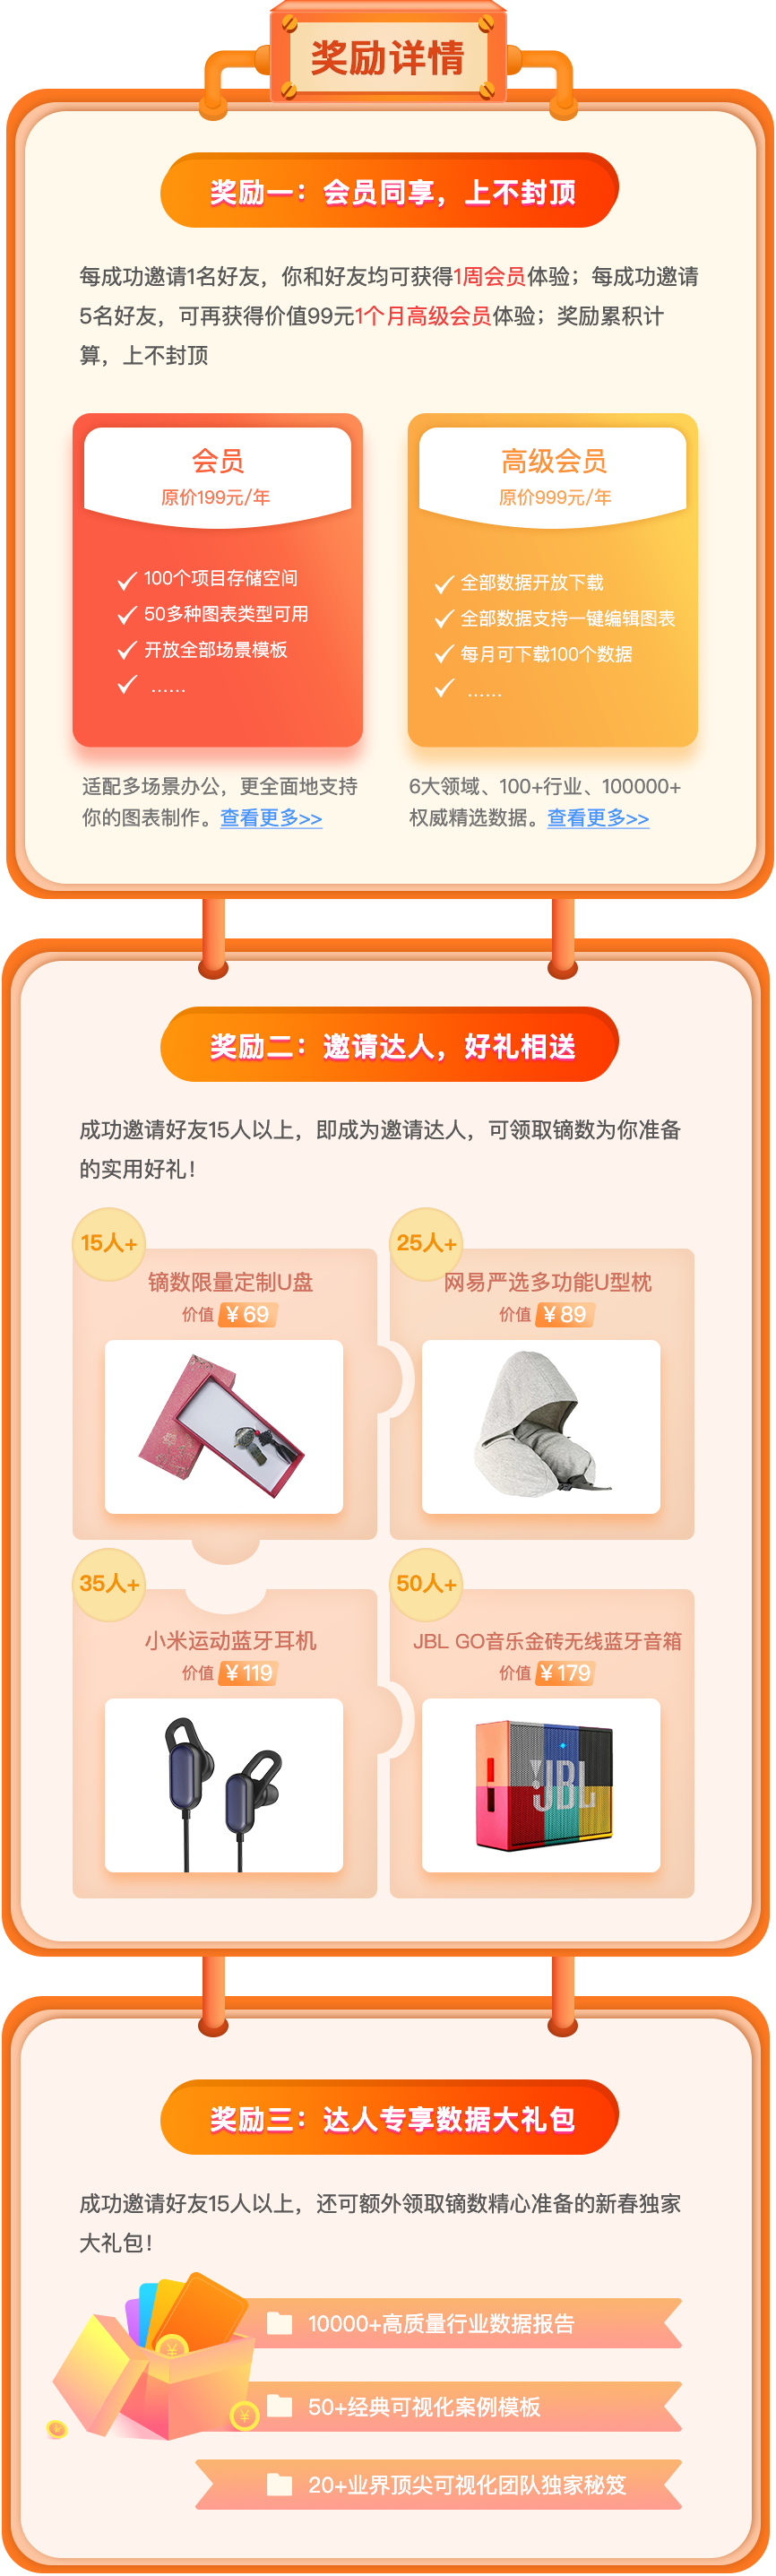 奖励详情
奖励一：会员同享，上不封顶
每成功邀请1名好友，你和好友均可获得1周会员体验；每成功邀请
5名好友，可再获得价值99元1个月高级会员体验；奖励累积计
算，上不封顶
会员
原价199元/年
100个项目存储空间
50多种图表类型可用
开放全部场景模板
......
适配多场景办公，更全面地支持
你的图表制作。查看更多>>
高级会员
原价999元/年
全部数据开放下载
全部数据支持一键编辑图表
每月可下载100个数据
......
6大领域、100+行业、100000+
权威精选数据。查看更多>>
奖励二：邀请达人，好礼相送
成功邀请好友15人以上，即成为邀请达人，可领取镝数为你准备
的实用好礼！
15人+
镝数限量定制U盘
价值 ¥69
25人+
网易严选多功能U型枕
价值 ¥89
35人+
小米运动蓝牙耳机
价值 ¥119
50人+
JBL GO音乐金砖无线蓝牙音箱
价值 ¥179
JBL
奖励三：达人专享数据大礼包
成功邀请好友15人以上，还可额外领取镝数精心准备的新春独家
大礼包！
10000+高质量行业数据报告
50+经典可视化案例模板
20+业界顶尖可视化团队独家秘笈
¥
¥